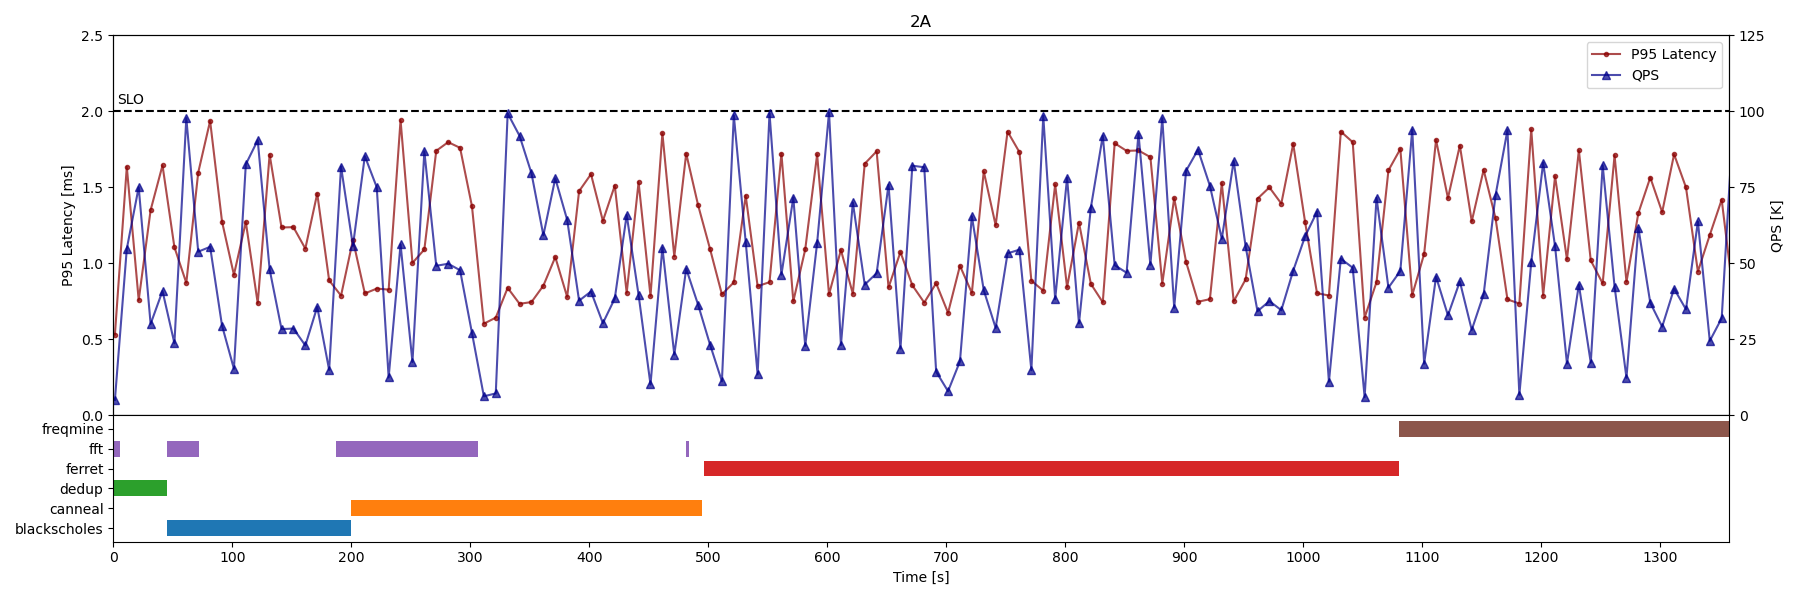 2A
2.5
2.0
1.5
1.0
0.5
0.0
P95 Latency [ms]
SLO
P95 Latency
QPS
125
100
75
50
25
0
QPS [K]
freqmine
fft
ferret
dedup
canneal
blackscholes
0 100 200 300 400 500 600 700 800 900 1000 1100 1200 1300
Time [s]